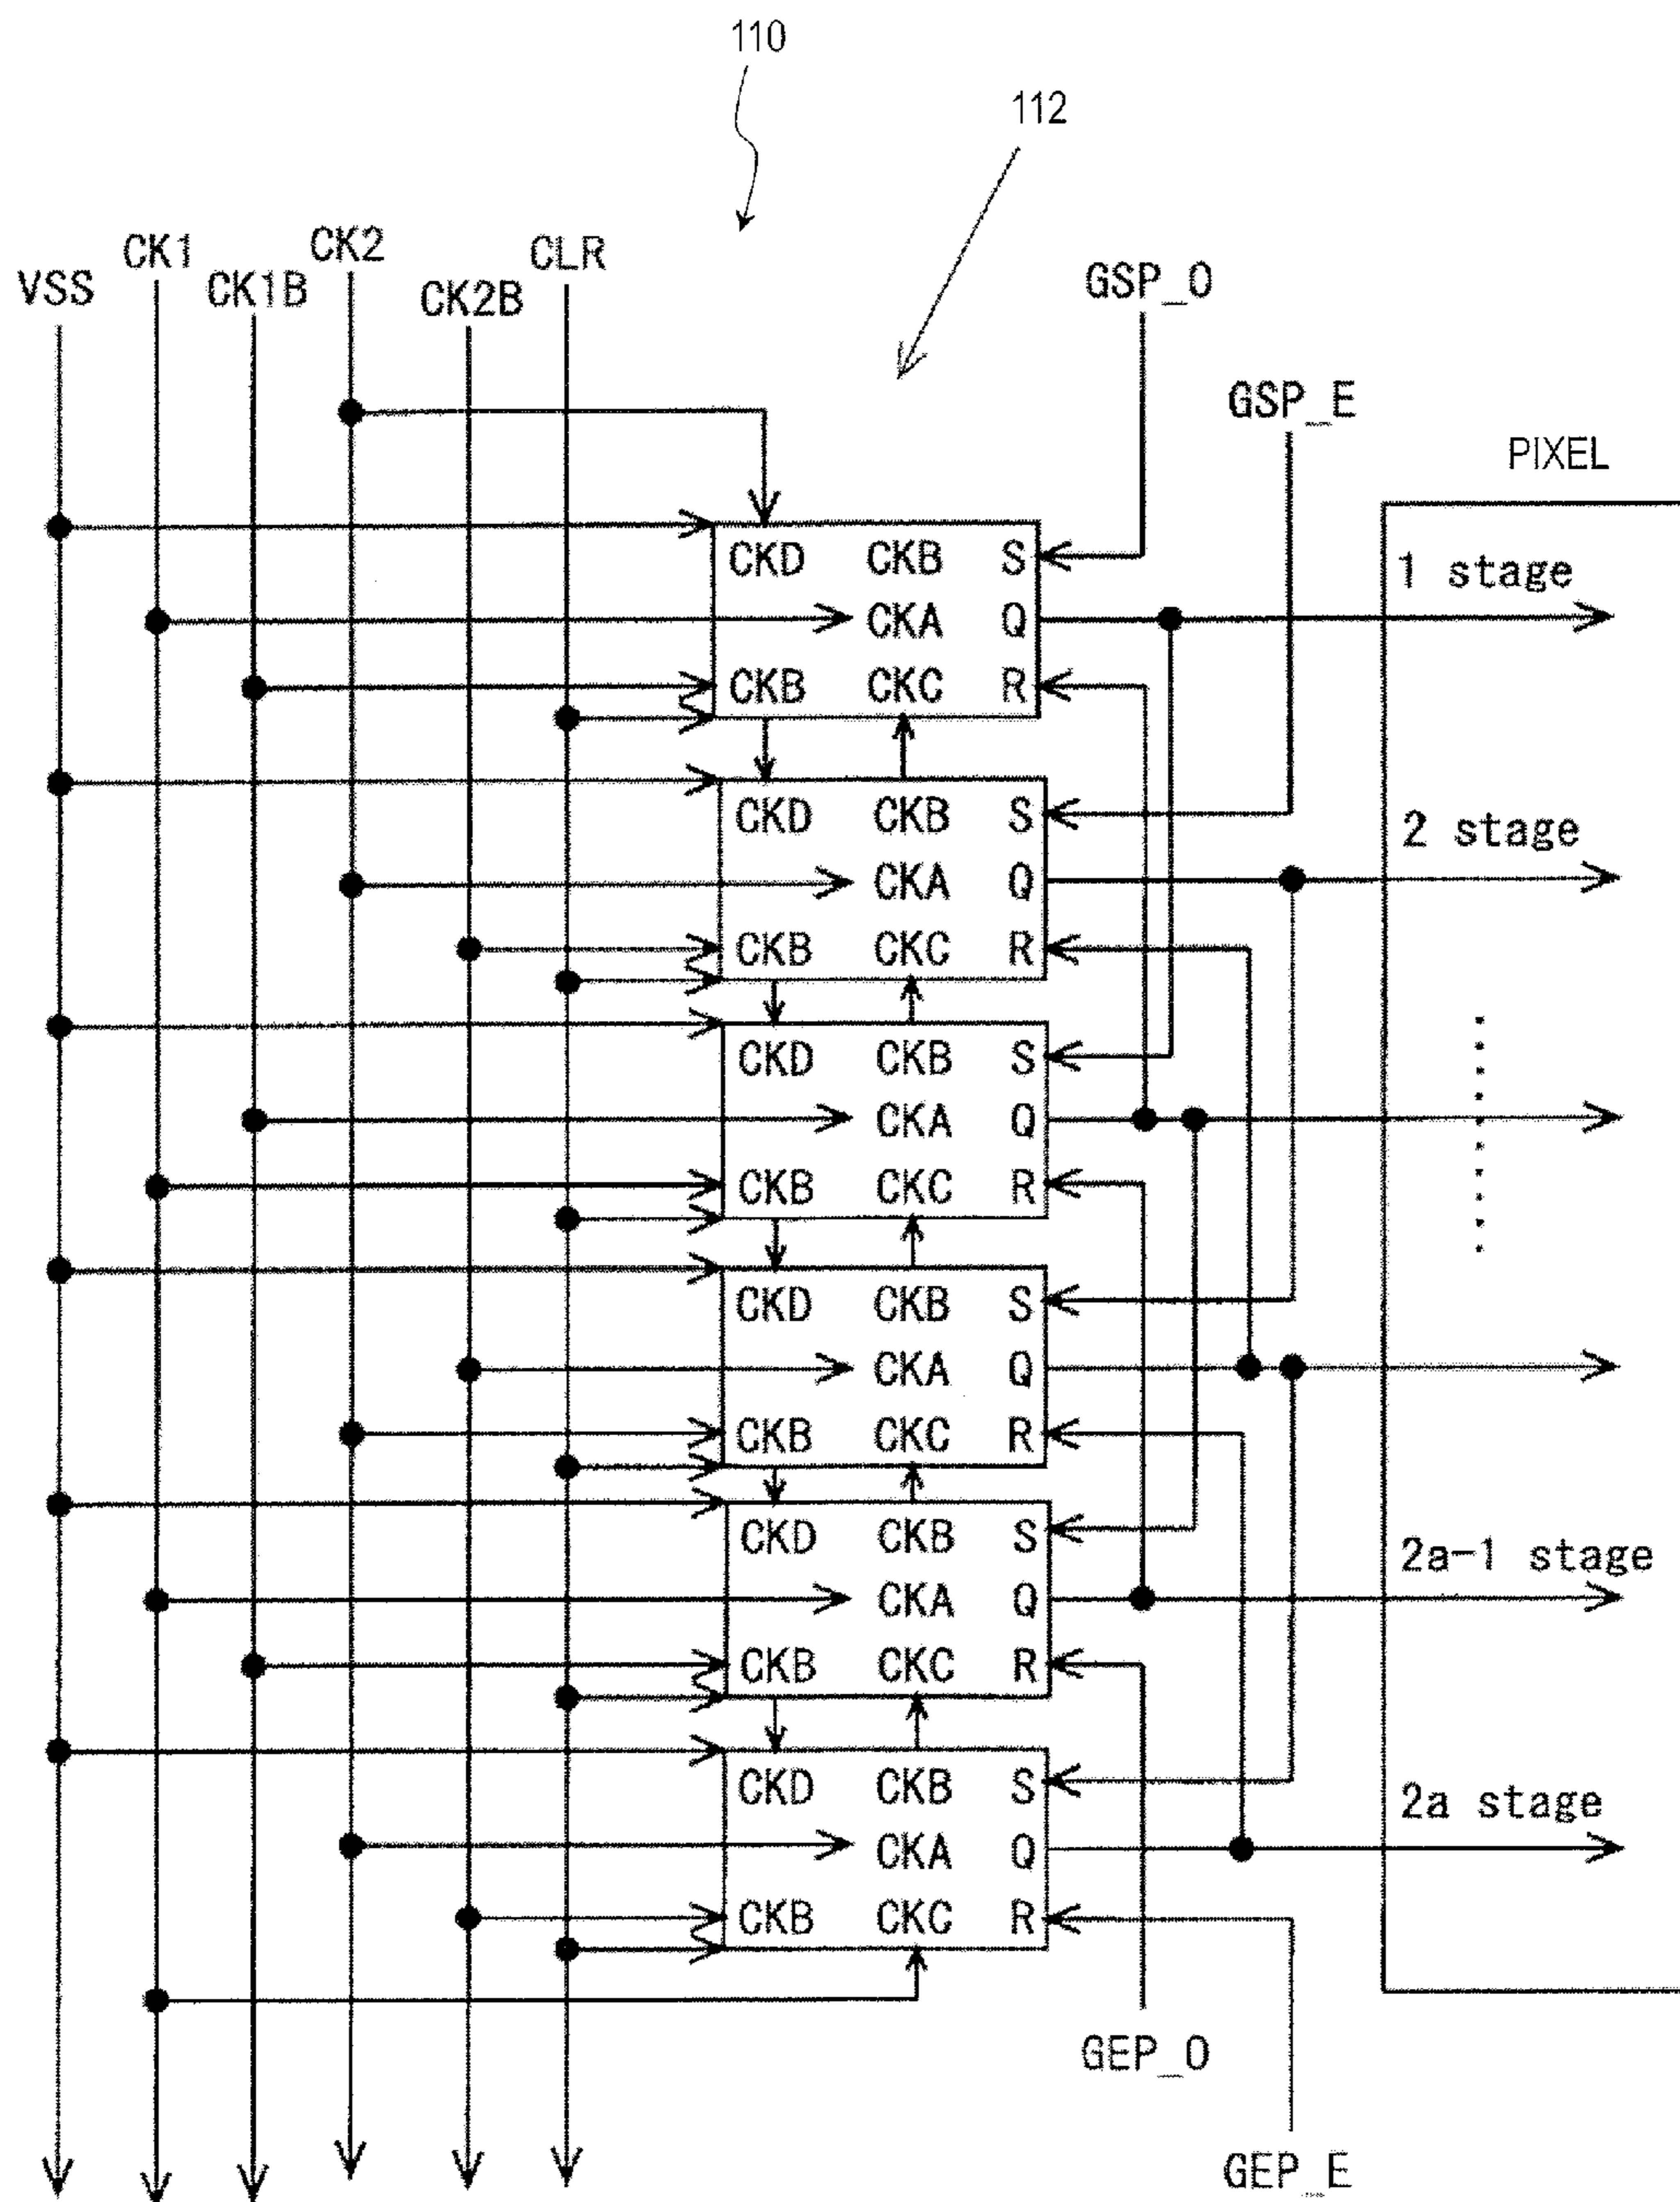 110
112
VSS CK1 CK1B CK2 CK2B CLR GSP_O
GSP_E
PIXEL
CKD CKB S
1 stage
CKA Q
CKB CKC R
CKD CKB S
2 stage
CKA Q
CKB CKC R
CKD CKB S
CKA Q
CKB CKC R
CKD CKB S
CKA Q
CKB CKC R
CKD CKB S
2a-1 stage
CKA Q
CKB CKC R
CKD CKB S
2a stage
CKA Q
CKB CKC R
GEP_O
GEP_E